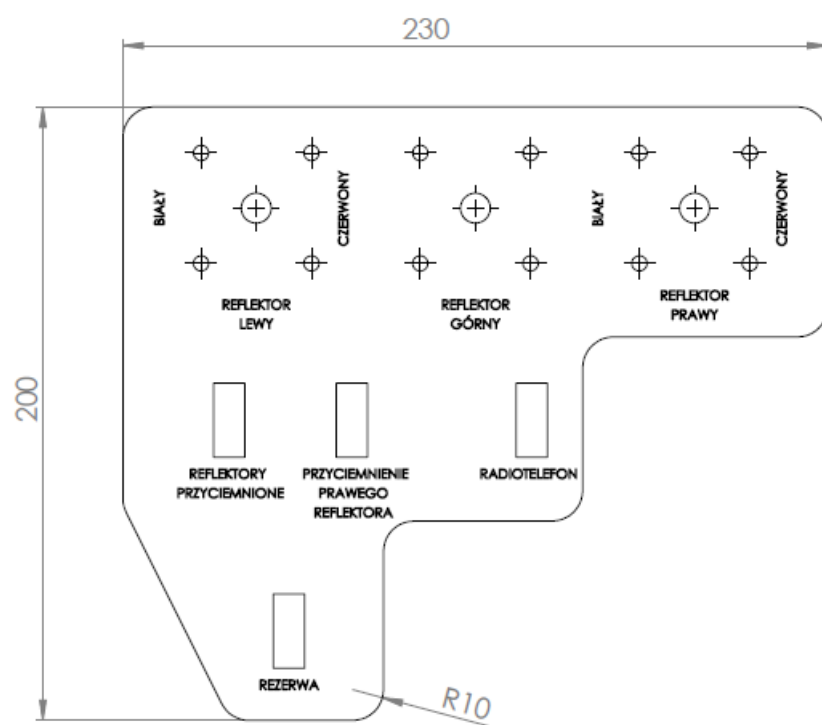 230
200
BIAŁY
CZERWONY
BIAŁY
CZERWONY
REFLEKTOR
LEWY
REFLEKTOR
GÓRNY
REFLEKTOR
PRAWY
REFLEKTORY
PRZYCIEMNIONE
PRZYCIEMNIENIE
PRAWEGO
REFLEKTORA
RADIOTELEFON
REZERWA
R10